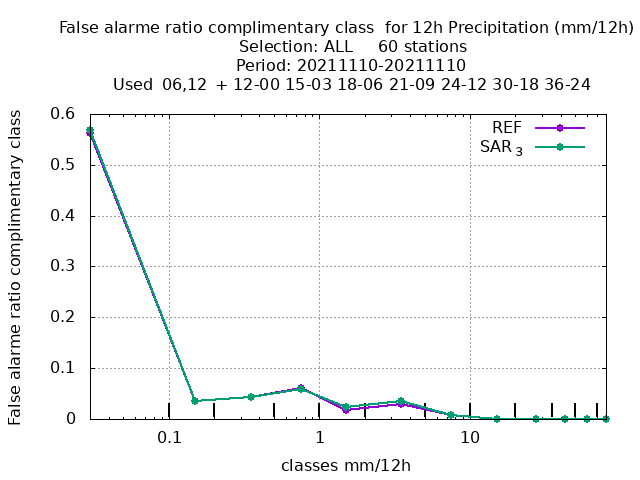 False alarme ratio complimentary class  for 12h Precipitation (mm/12h)
Selection: ALL     60 stations
Period: 20211110-20211110
Used  06,12  + 12-00 15-03 18-06 21-09 24-12 30-18 36-24
False alarme ratio complimentary class
0.6
0.5
0.4
0.3
0.2
0.1
0
REF
SAR 3
0.1
1
10
classes mm/12h